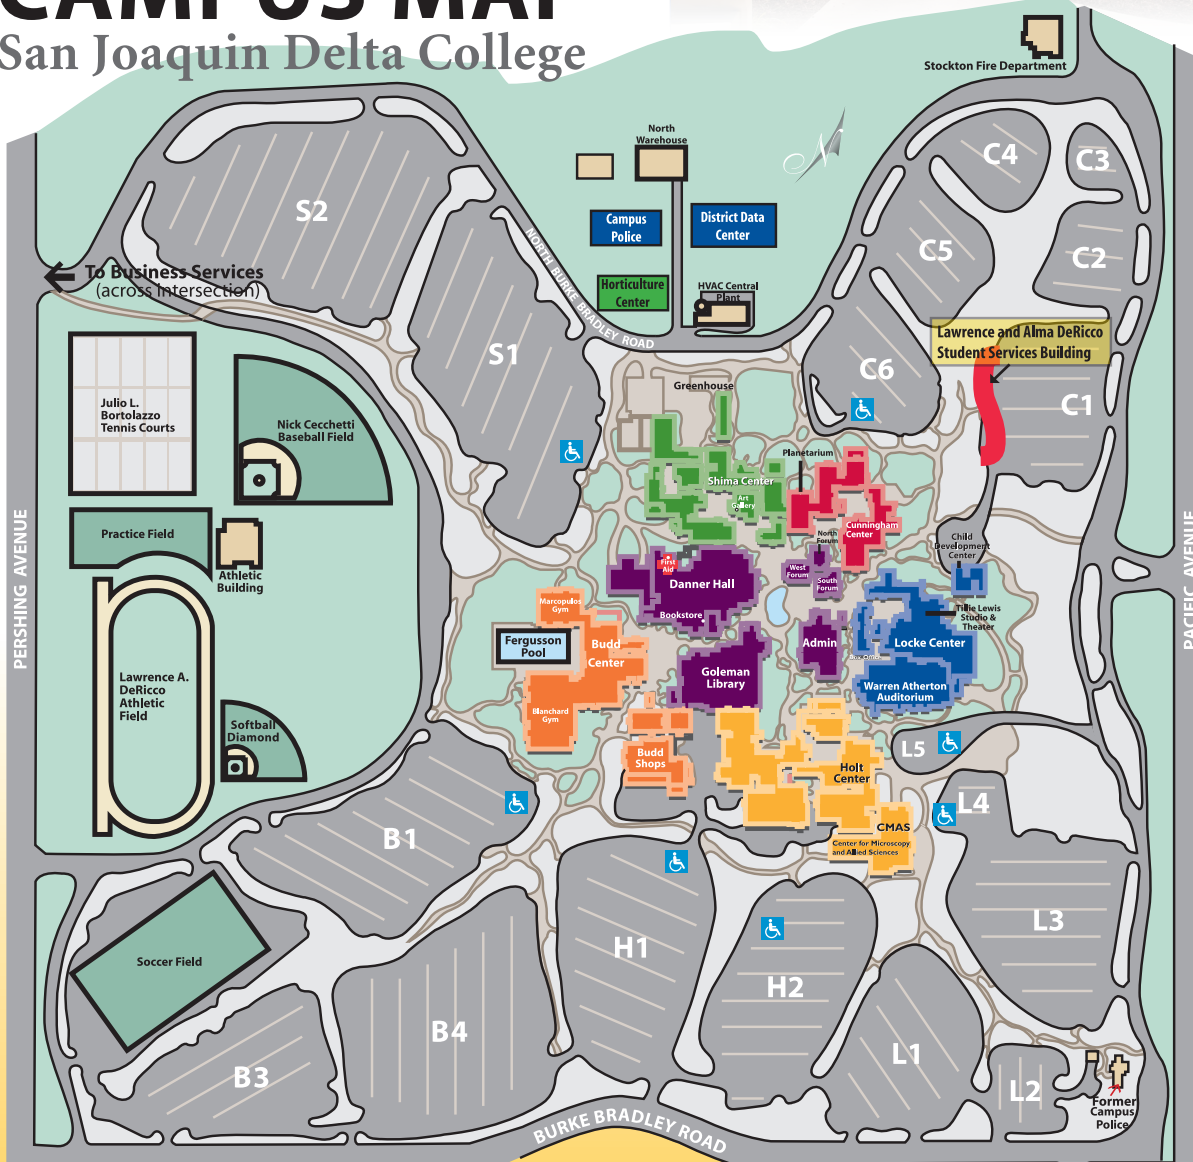 CAMPUS MAP
San Joaquin Delta College
Stockton Fire Department
North
Warehouse
N
C4
C3
S2
Campus
Police
District Data
Center
NORTH BURKE BRADLEY ROAD
C5
C2
To Business Services
(across intersection)
Horticulture
Center
HVAC Central
Plant
Lawrence and Alma DeRicco
Student Services Building
S1
C6
C1
Greenhouse
Julio L.
Bortolazzo
Tennis Courts
Nick Cecchetti
Baseball Field
Planetarium
Shima Center
Art
Gallery
Cunningham
Center
North
Forum
Child
Development
Center
PERSHING AVENUE
PACIFIC AVENUE
Practice Field
Athletic
Building
First
Aid
Danner Hall
West
Forum
South
Forum
Bookstore
Marcopulos
Gym
Tillie Lewis
Studio &
Theater
Fergusson
Pool
Budd
Center
Admin
Locke Center
Box Office
Goleman
Library
Warren Atherton
Auditorium
Lawrence A.
DeRicco
Athletic
Field
Softball
Diamond
Blanchard
Gym
Budd
Shops
Holt
Center
L5
L4
B1
CMAS
Center for Microscopy
and Allied Sciences
L3
H1
Soccer Field
H2
B4
L1
B3
L2
Former
Campus
Police
BURKE BRADLEY ROAD